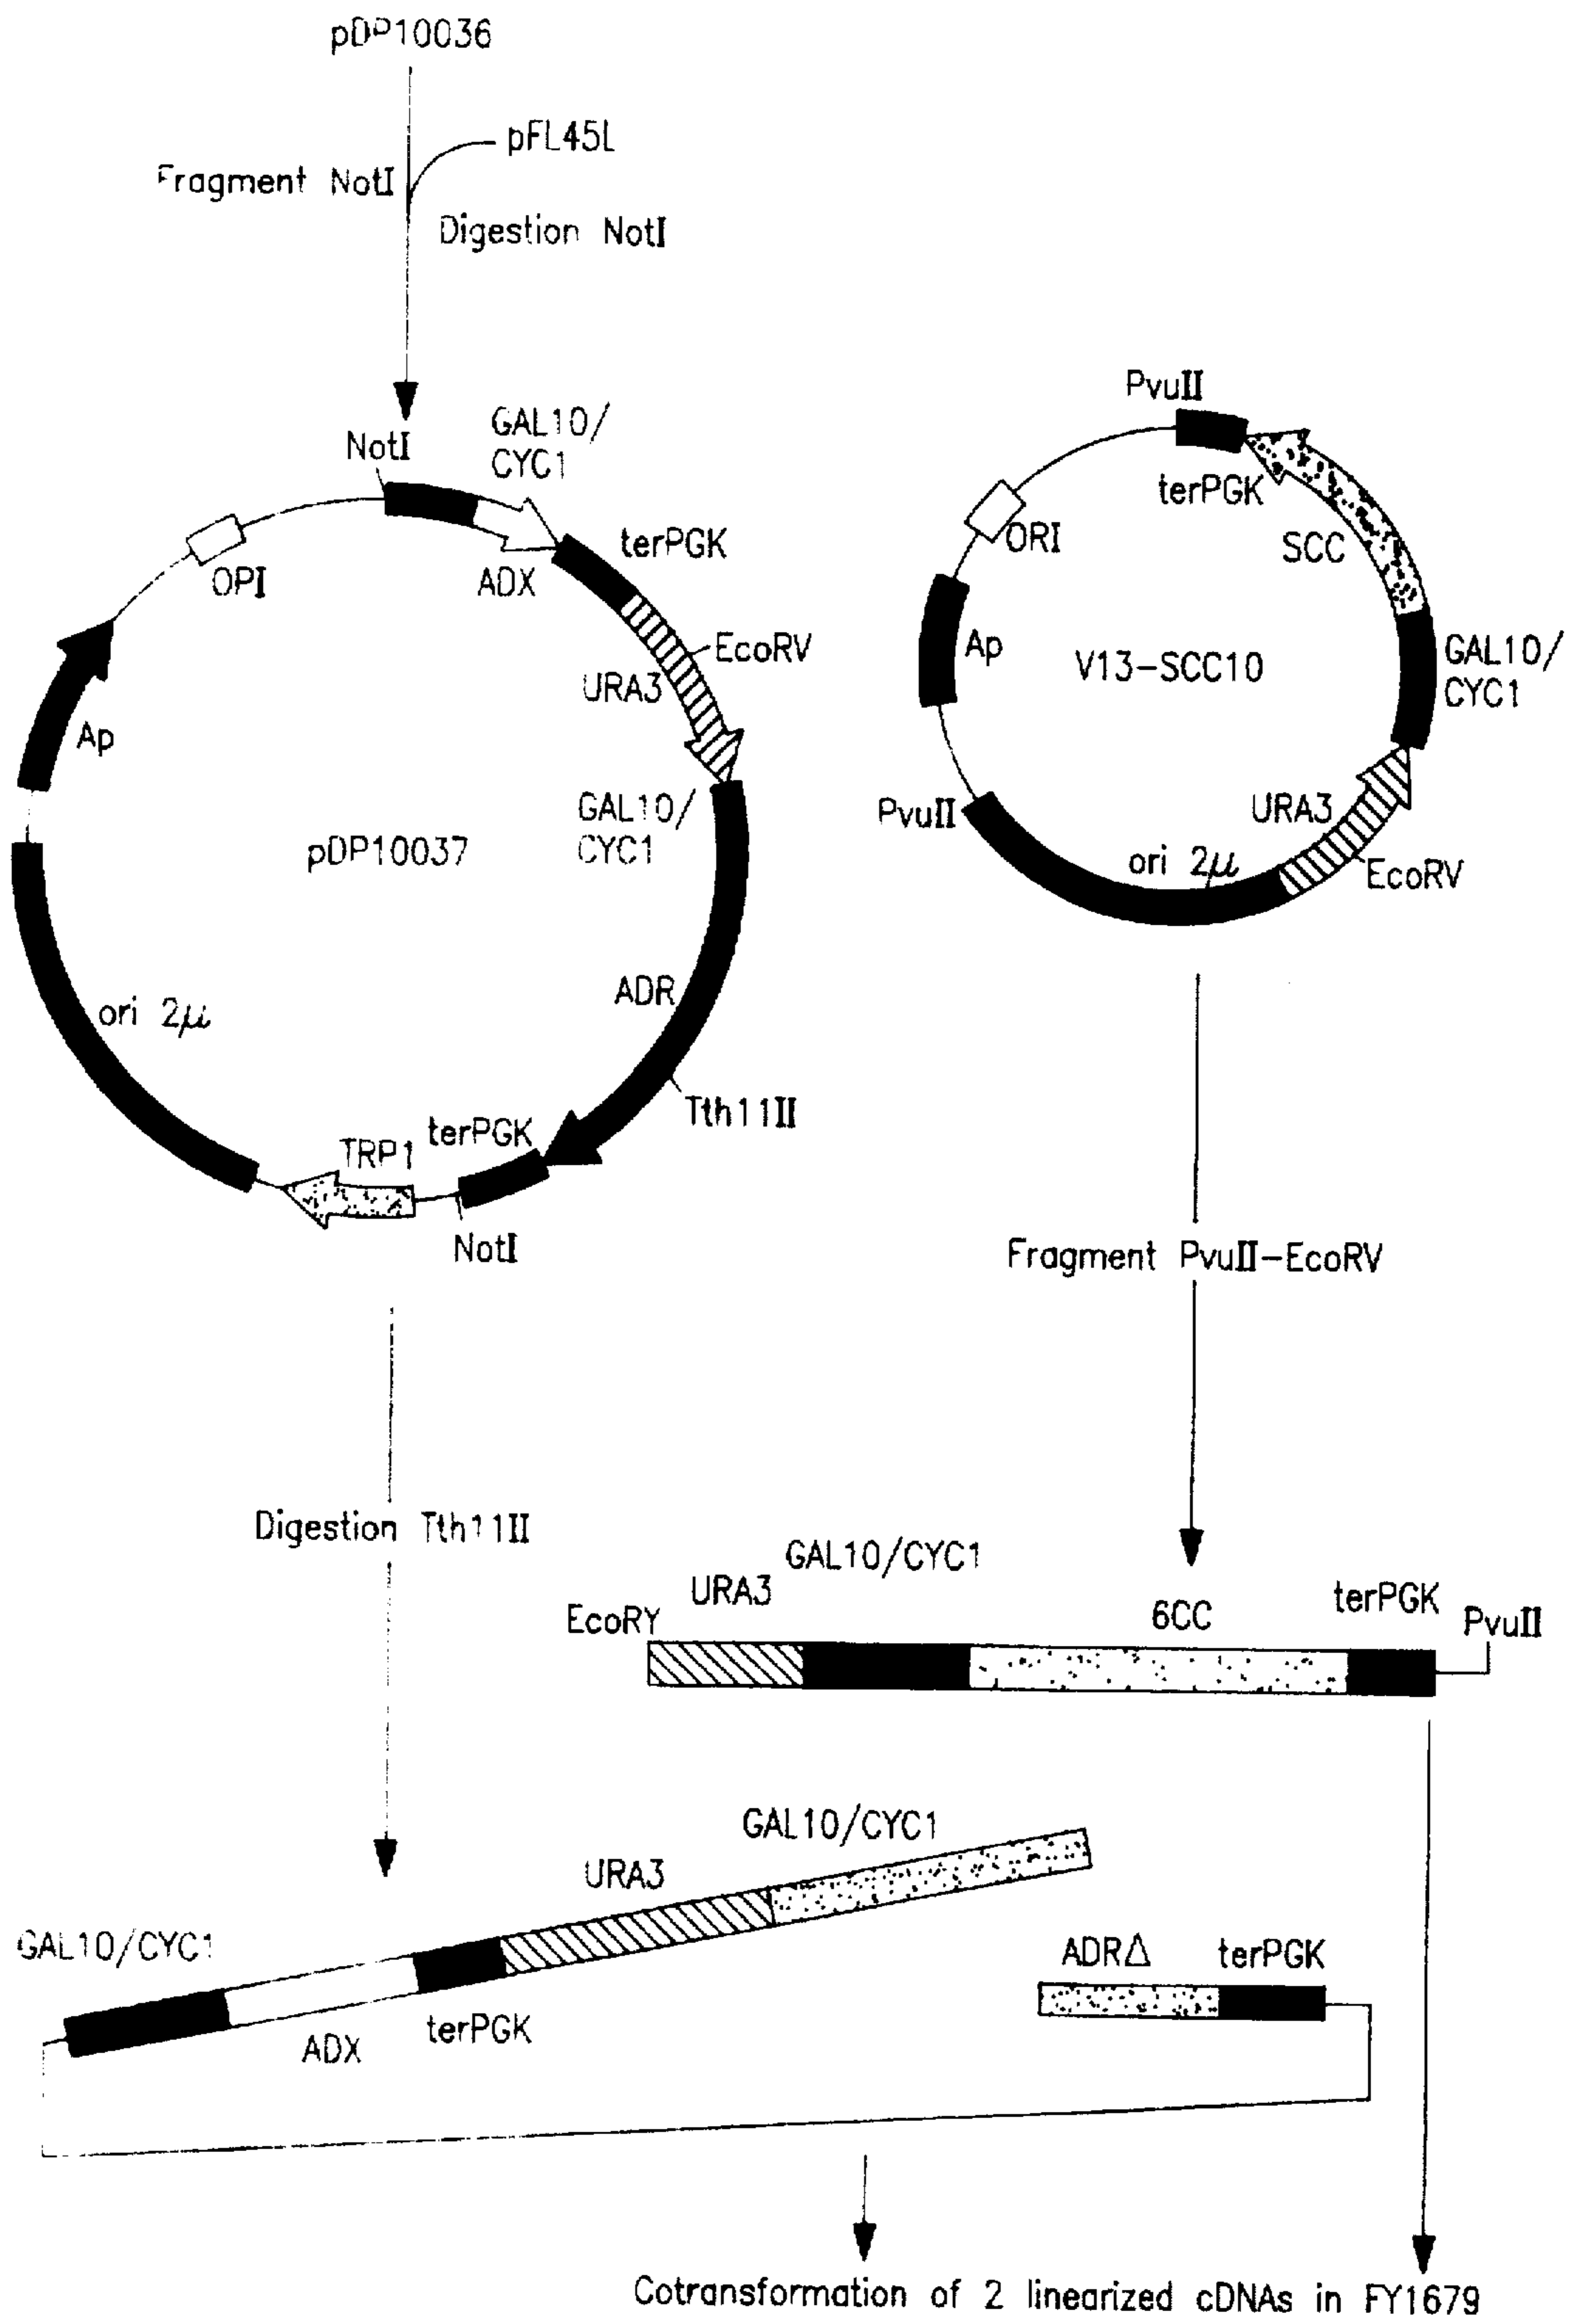 pDP10036
pFL45L
Fragment NotI
Digestion NotI
NotI
GAL10/
CYC1
terPGK
ADX
OPI
EcoRV
URA3
Ap
GAL10/
CYC1
pDP10037
ADR
ori 2µ
Tth11II
terPGK
TRP1
NotI
PvuII
terPGK
ORI
SCC
Ap
V13-SCC10
GAL10/
CYC1
PvuII
URA3
ori 2µ
EcoRV
Fragment PvuII-EcoRV
Digestion Tth11II
GAL10/CYC1
URA3
terPGK
EcoRY
6CC
PvuII
GAL10/CYC1
URA3
GAL10/CYC1
ADRΔ
terPGK
terPGK
ADX
Cotransformation of 2 linearized cDNAs in FY1679